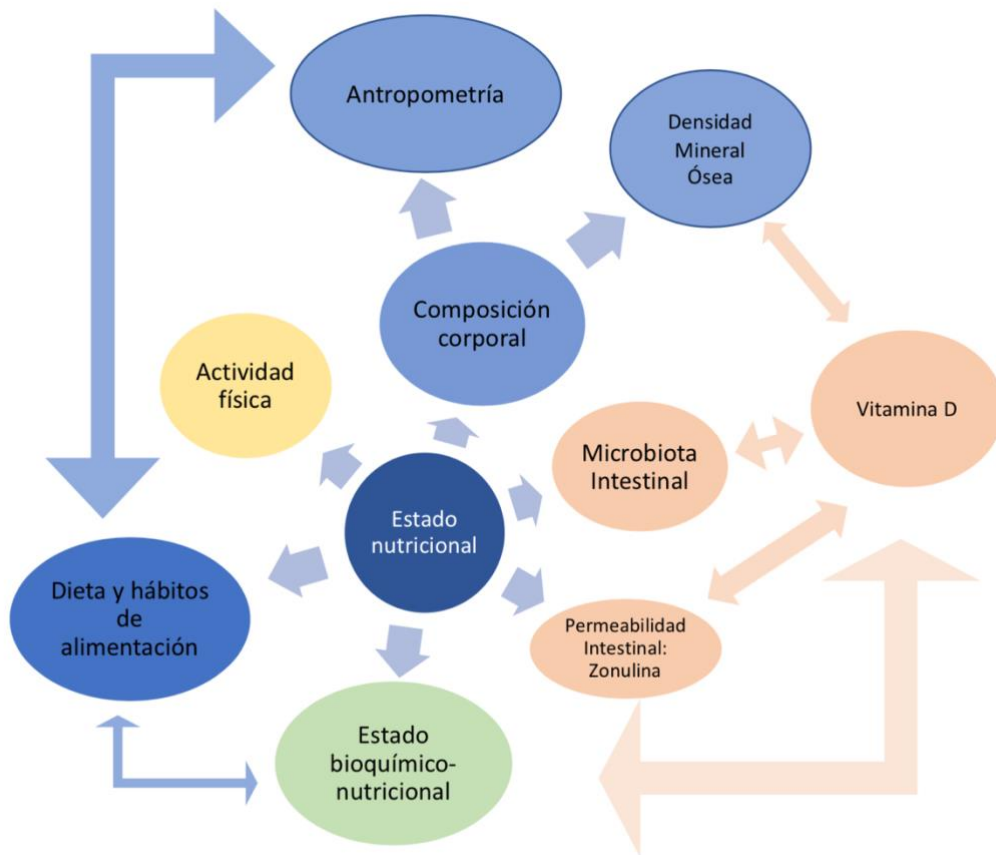 Antropometría
Densidad
Mineral
Ósea
Composición
corporal
Actividad
física
Vitamina D
Microbiota
Intestinal
Estado
nutricional
Dieta y hábitos
de
alimentación
Permeabilidad
Intestinal:
Zonulina
Estado
bioquímico-
nutricional